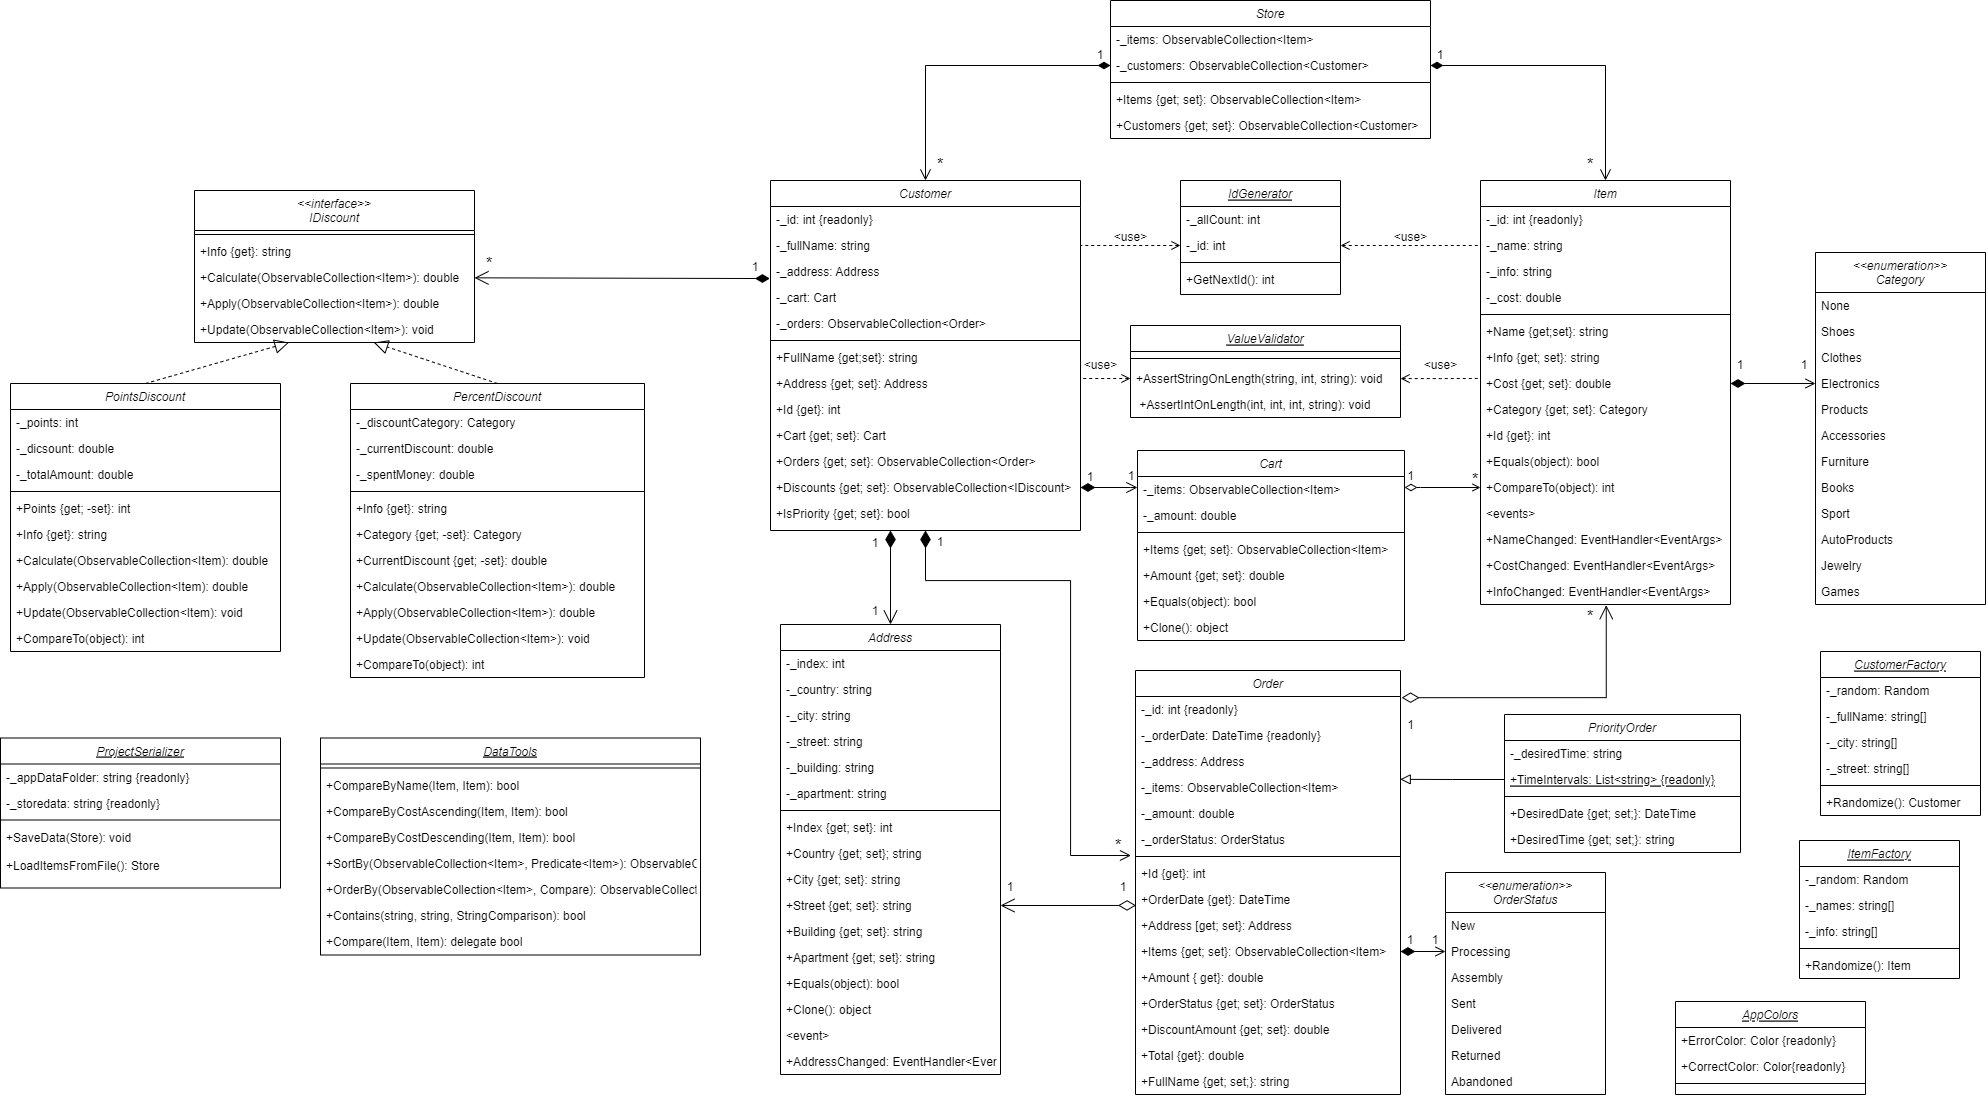 Store
-_items: ObservableCollection<Item>
-_customers: ObservableCollection<Customer>
+Items {get; set}: ObservableCollection<Item>
+Customers {get; set}: ObservableCollection<Customer>
1
1
*
*
<<interface>>
IDiscount
+Info {get}: string
+Calculate(ObservableCollection<Item>): double
+Apply(ObservableCollection<Item>): double
+Update(ObservableCollection<Item>): void
*
1
Customer
-_id: int {readonly}
-_fullName: string
-_address: Address
-_cart: Cart
-_orders: ObservableCollection<Order>
+FullName {get;set}: string
+Address {get; set}: Address
+Id {get}: int
+Cart {get; set}: Cart
+Orders {get; set}: ObservableCollection<Order>
+Discounts {get; set}: ObservableCollection<IDiscount>
+IsPriority {get; set}: bool
<use>
IdGenerator
-_allCount: int
-_id: int
+GetNextId(): int
<use>
<use>
ValueValidator
+AssertStringOnLength(string, int, string): void
+AssertIntOnLength(int, int, int, string): void
<use>
Item
-_id: int {readonly}
-_name: string
-_info: string
-_cost: double
+Name {get;set}: string
+Info {get; set}: string
+Cost {get; set}: double
+Category {get; set}: Category
+Id {get}: int
+Equals(object): bool
+CompareTo(object): int
<events>
+NameChanged: EventHandler<EventArgs>
+CostChanged: EventHandler<EventArgs>
+InfoChanged: EventHandler<EventArgs>
1
1
<<enumeration>>
Category
None
Shoes
Clothes
Electronics
Products
Accessories
Furniture
Books
Sport
AutoProducts
Jewelry
Games
PointsDiscount
-_points: int
-_dicsount: double
-_totalAmount: double
+Points {get; -set}: int
+Info {get}: string
+Calculate(ObservableCollection<Item): double
+Apply(ObservableCollection<Item): double
+Update(ObservableCollection<Item): void
+CompareTo(object): int
PercentDiscount
-_discountCategory: Category
-_currentDiscount: double
-_spentMoney: double
+Info {get}: string
+Category {get; -set}: Category
+CurrentDiscount {get; -set}: double
+Calculate(ObservableCollection<Item>): double
+Apply(ObservableCollection<Item>): double
+Update(ObservableCollection<Item>): void
+CompareTo(object): int
1
1
Cart
-_items: ObservableCollection<Item>
-_amount: double
+Items {get; set}: ObservableCollection<Item>
+Amount {get; set}: double
+Equals(object): bool
+Clone(): object
1
*
1
1
1
*
Address
-_index: int
-_country: string
-_city: string
-_street: string
-_building: string
-_apartment: string
+Index {get; set}: int
+Country {get; set}; string
+City {get; set}: string
+Street {get; set}: string
+Building {get; set}: string
+Apartment {get; set}: string
+Equals(object): bool
+Clone(): object
<event>
+AddressChanged: EventHandler<Ever
*
1
1
Order
-_id: int {readonly}
-_orderDate: DateTime {readonly}
-_address: Address
-_items: ObservableCollection<Item>
-_amount: double
-_orderStatus: OrderStatus
+Id {get}: int
+OrderDate {get}: DateTime
+Address [get; set}: Address
+Items {get; set}: ObservableCollection<Item>
+Amount { get}: double
+OrderStatus {get; set}: OrderStatus
+DiscountAmount {get; set}: double
+Total {get}: double
+FullName {get; set;}: string
1
PriorityOrder
-_desiredTime: string
+TimeIntervals: List<string> {readonly}
+DesiredDate {get; set;}: DateTime
+DesiredTime {get; set;}: string
1
1
<<enumeration>>
OrderStatus
New
Processing
Assembly
Sent
Delivered
Returned
Abandoned
CustomerFactory
-_random: Random
-_fullName: string[]
-_city: string[]
-_street: string[]
+Randomize(): Customer
ItemFactory
-_random: Random
-_names: string[]
-_info: string[]
+Randomize(): Item
AppColors
+ErrorColor: Color {readonly}
+CorrectColor: Color{readonly}
ProjectSerializer
-_appDataFolder: string {readonly}
-_storedata: string {readonly}
+SaveData(Store): void
+LoadItemsFromFile(): Store
DataTools
+CompareByName(Item, Item): bool
+CompareByCostAscending(Item, Item): bool
+CompareByCostDescending(Item, Item): bool
+SortBy(ObservableCollection<Item>, Predicate<Item>): ObservableC
+OrderBy(ObservableCollection<Item>, Compare): ObservableCollect
+Contains(string, string, StringComparison): bool
+Compare(Item, Item): delegate bool